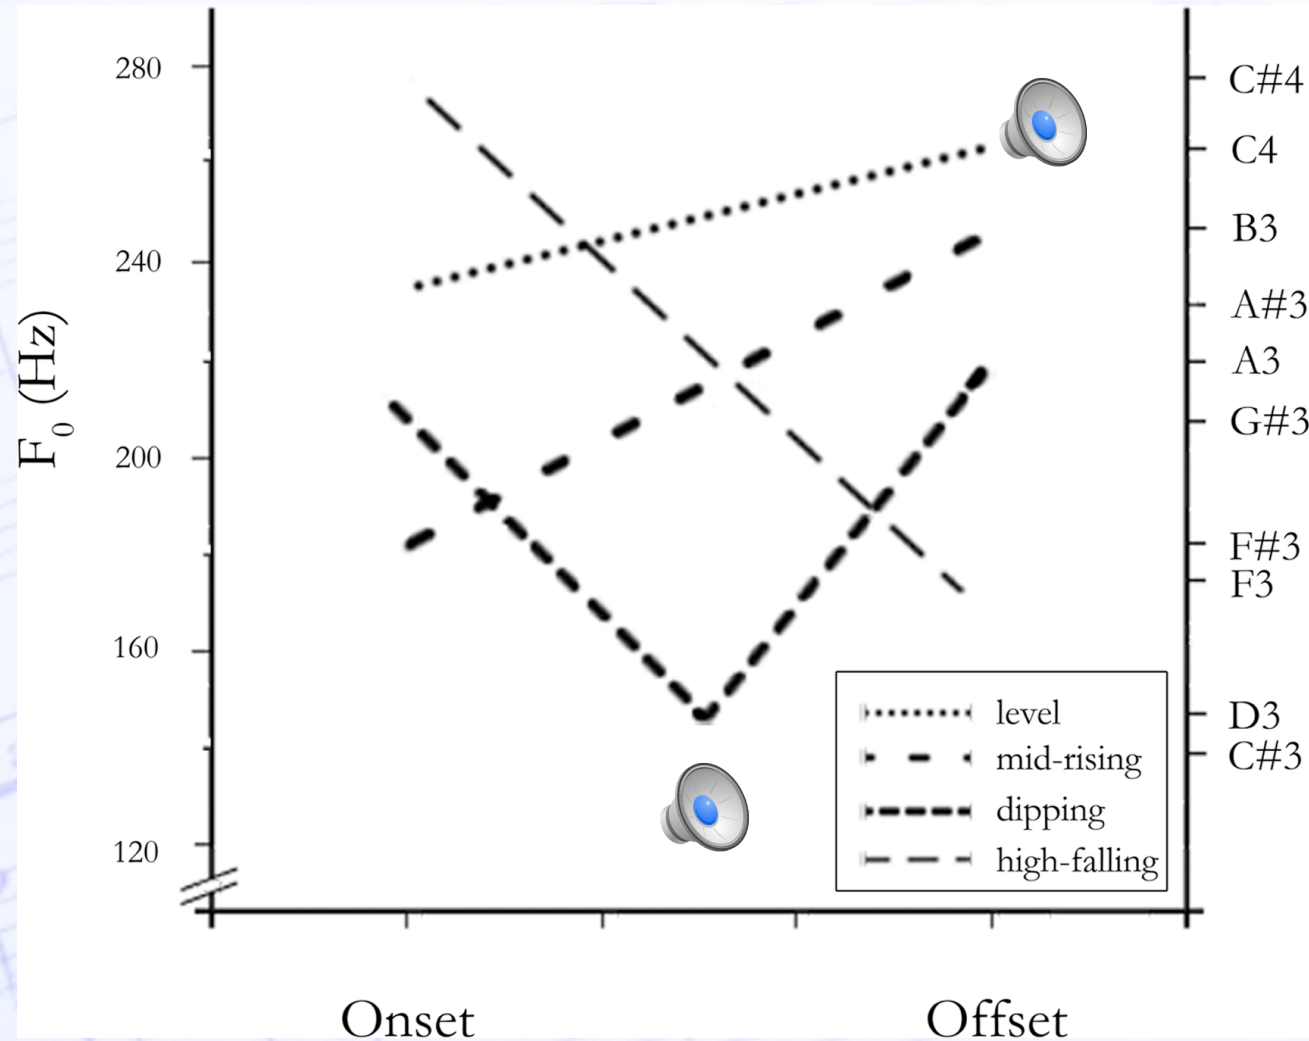 280
240
200
160
120
F0 (Hz)
C#4
C4
B3
A#3
A3
G#3
F#3
F3
D3
C#3
level
mid-rising
dipping
high-falling
Onset
Offset